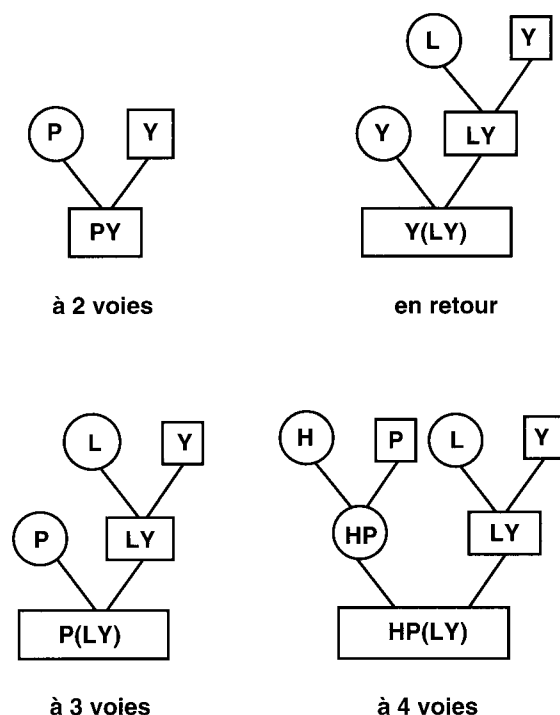 P Y
PY
à 2 voies
L Y
Y LY
Y(LY)
en retour
L Y
P LY
P(LY)
à 3 voies
H P L Y
HP LY
HP(LY)
à 4 voies